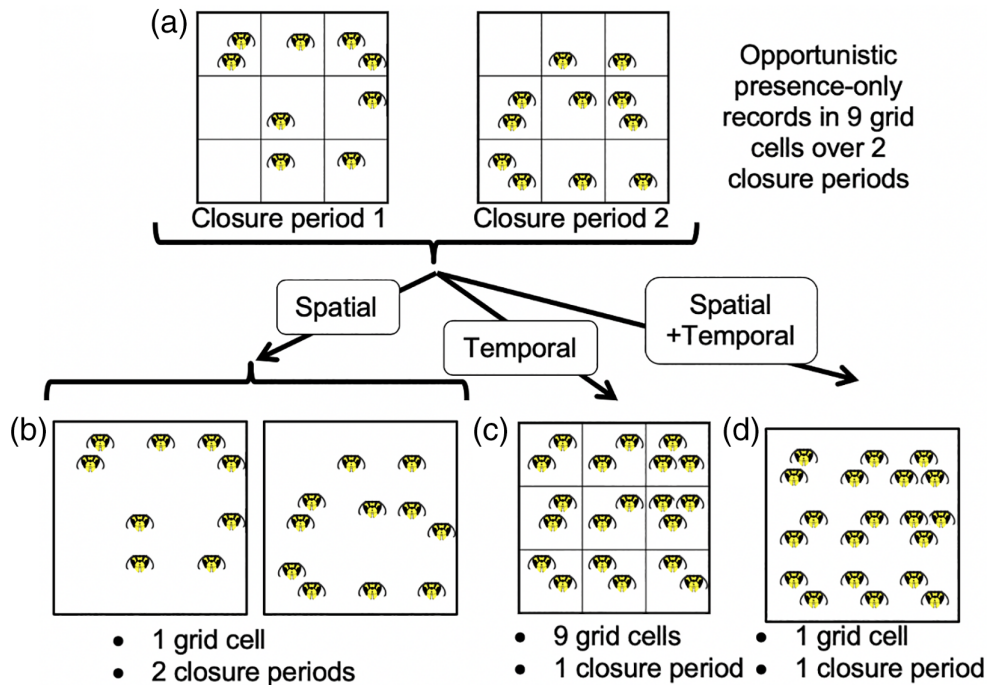 (a)
Opportunistic
presence-only
records in 9 grid
cells over 2
closure periods
Closure period 1
Closure period 2
Spatial
Temporal
Spatial
+Temporal
(b)
(c)
(d)
• 1 grid cell
• 2 closure periods
• 9 grid cells
• 1 closure period
• 1 grid cell
• 1 closure period